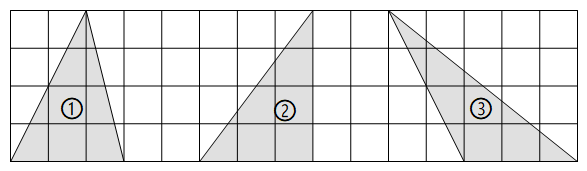 ① ② ③